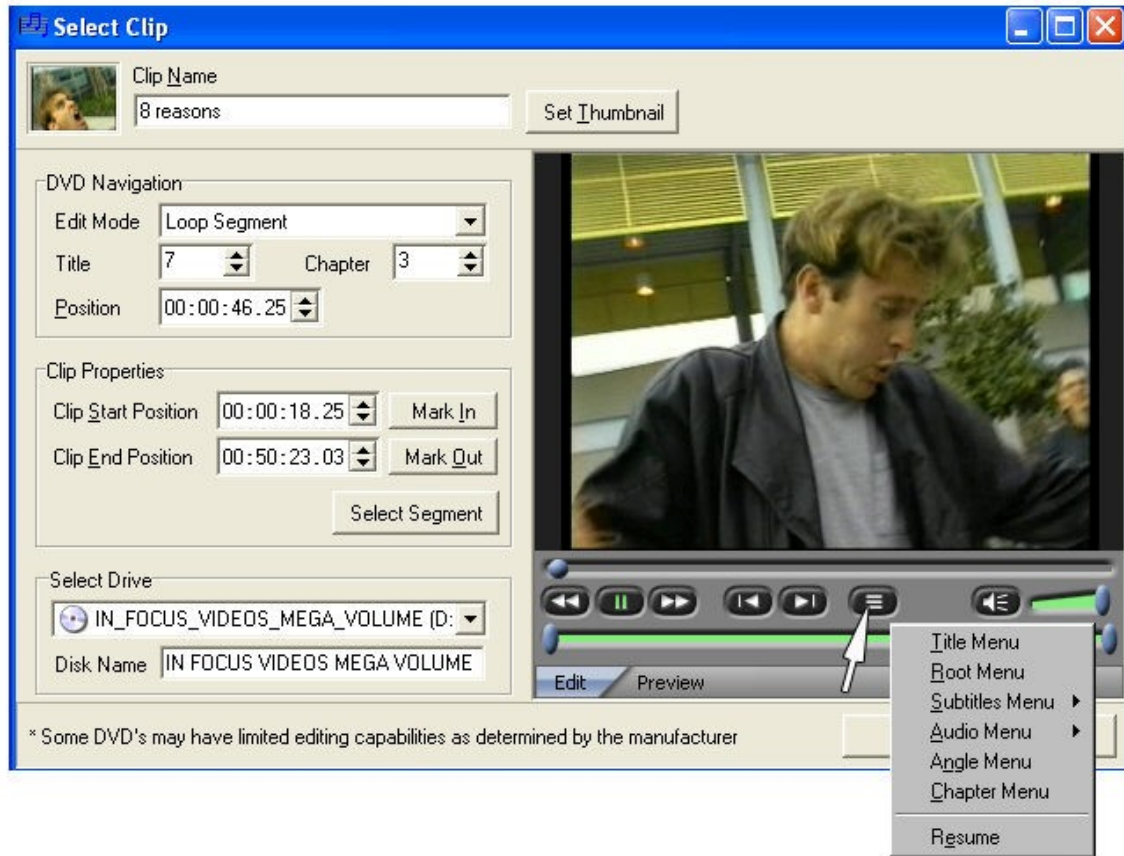 Select Clip
Clip Name
8 reasons
Set Thumbnail
DVD Navigation
Edit Mode Loop Segment
Title 7 Chapter 3
Position 00:00:46.25
Clip Properties
Clip Start Position 00:00:18.25 Mark In
Clip End Position 00:50:23.03 Mark Out
Select Segment
Select Drive
IN_FOCUS_VIDEOS_MEGA_VOLUME (D:
Disk Name IN FOCUS VIDEOS MEGA VOLUME
Edit Preview
* Some DVD's may have limited editing capabilities as determined by the manufacturer
Title Menu
Root Menu
Subtitles Menu
Audio Menu
Angle Menu
Chapter Menu
Resume